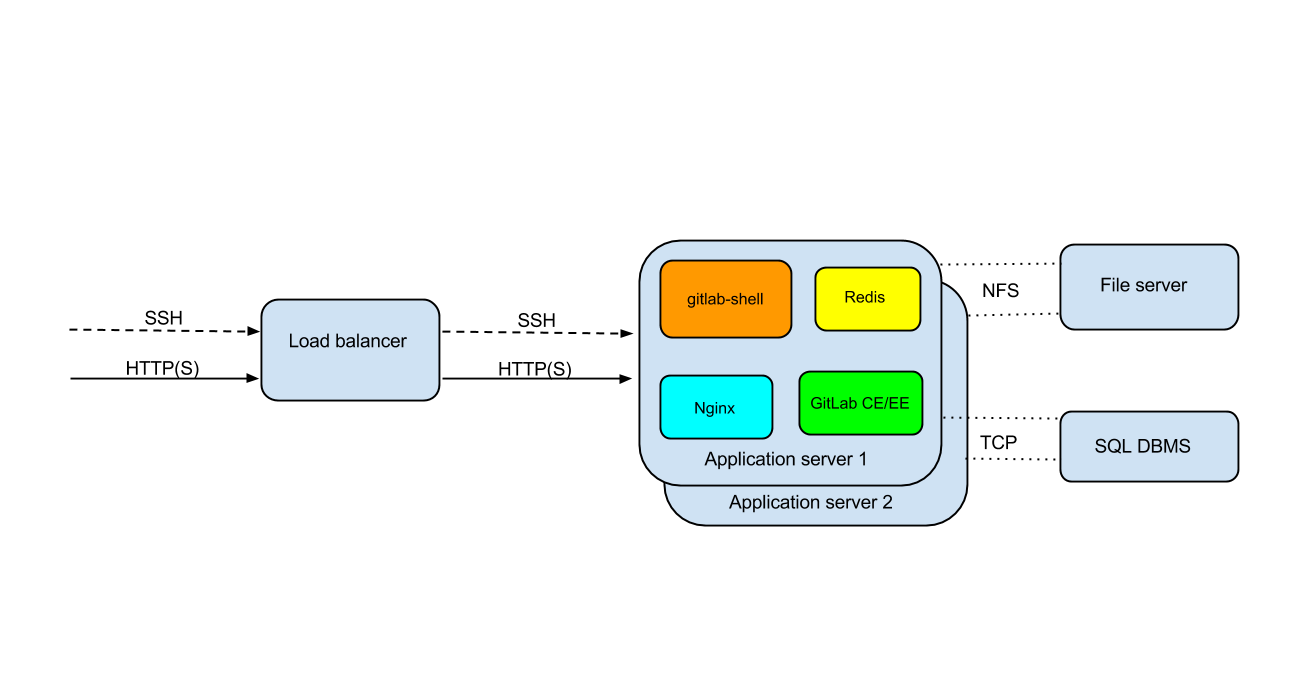 SSH
HTTP(S)
Load balancer
SSH
HTTP(S)
gitlab-shell
Redis
Nginx
GitLab CE/EE
Application server 1
Application server 2
NFS
File server
TCP
SQL DBMS